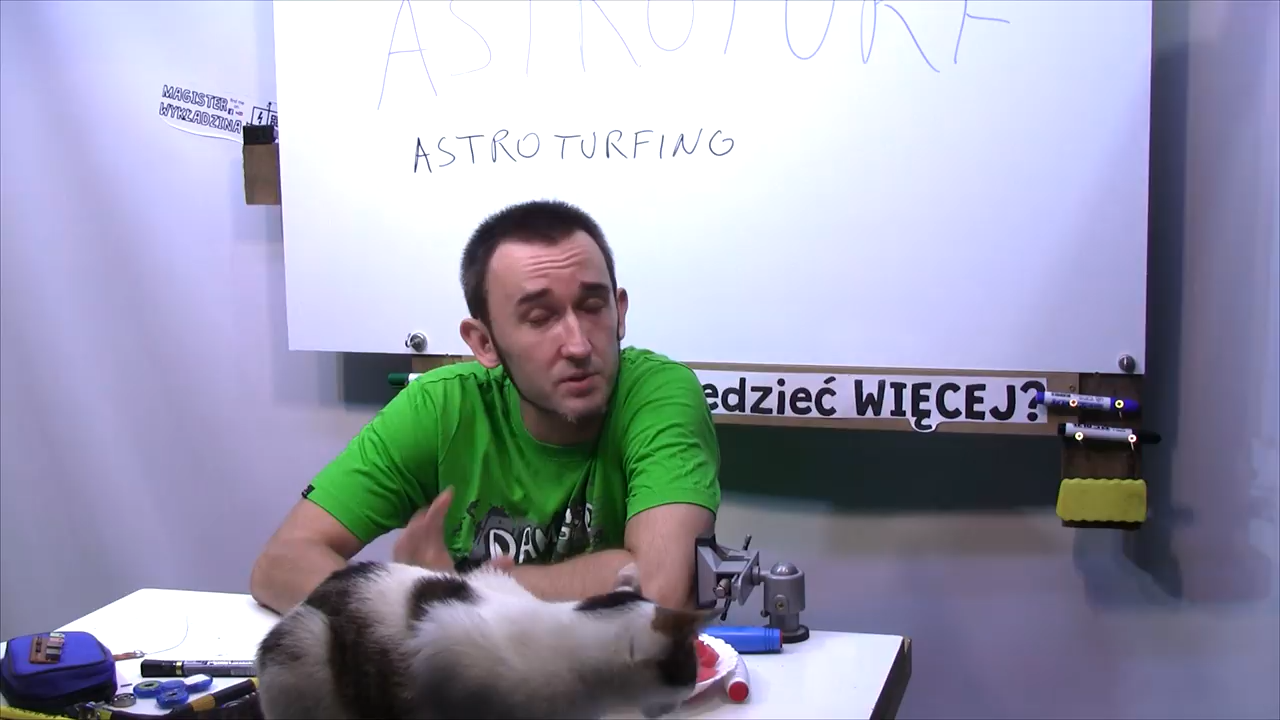 ASTROTURF
MAGISTER
WYKŁADZINA
ASTROTURFING
edzieć WIĘCEJ?